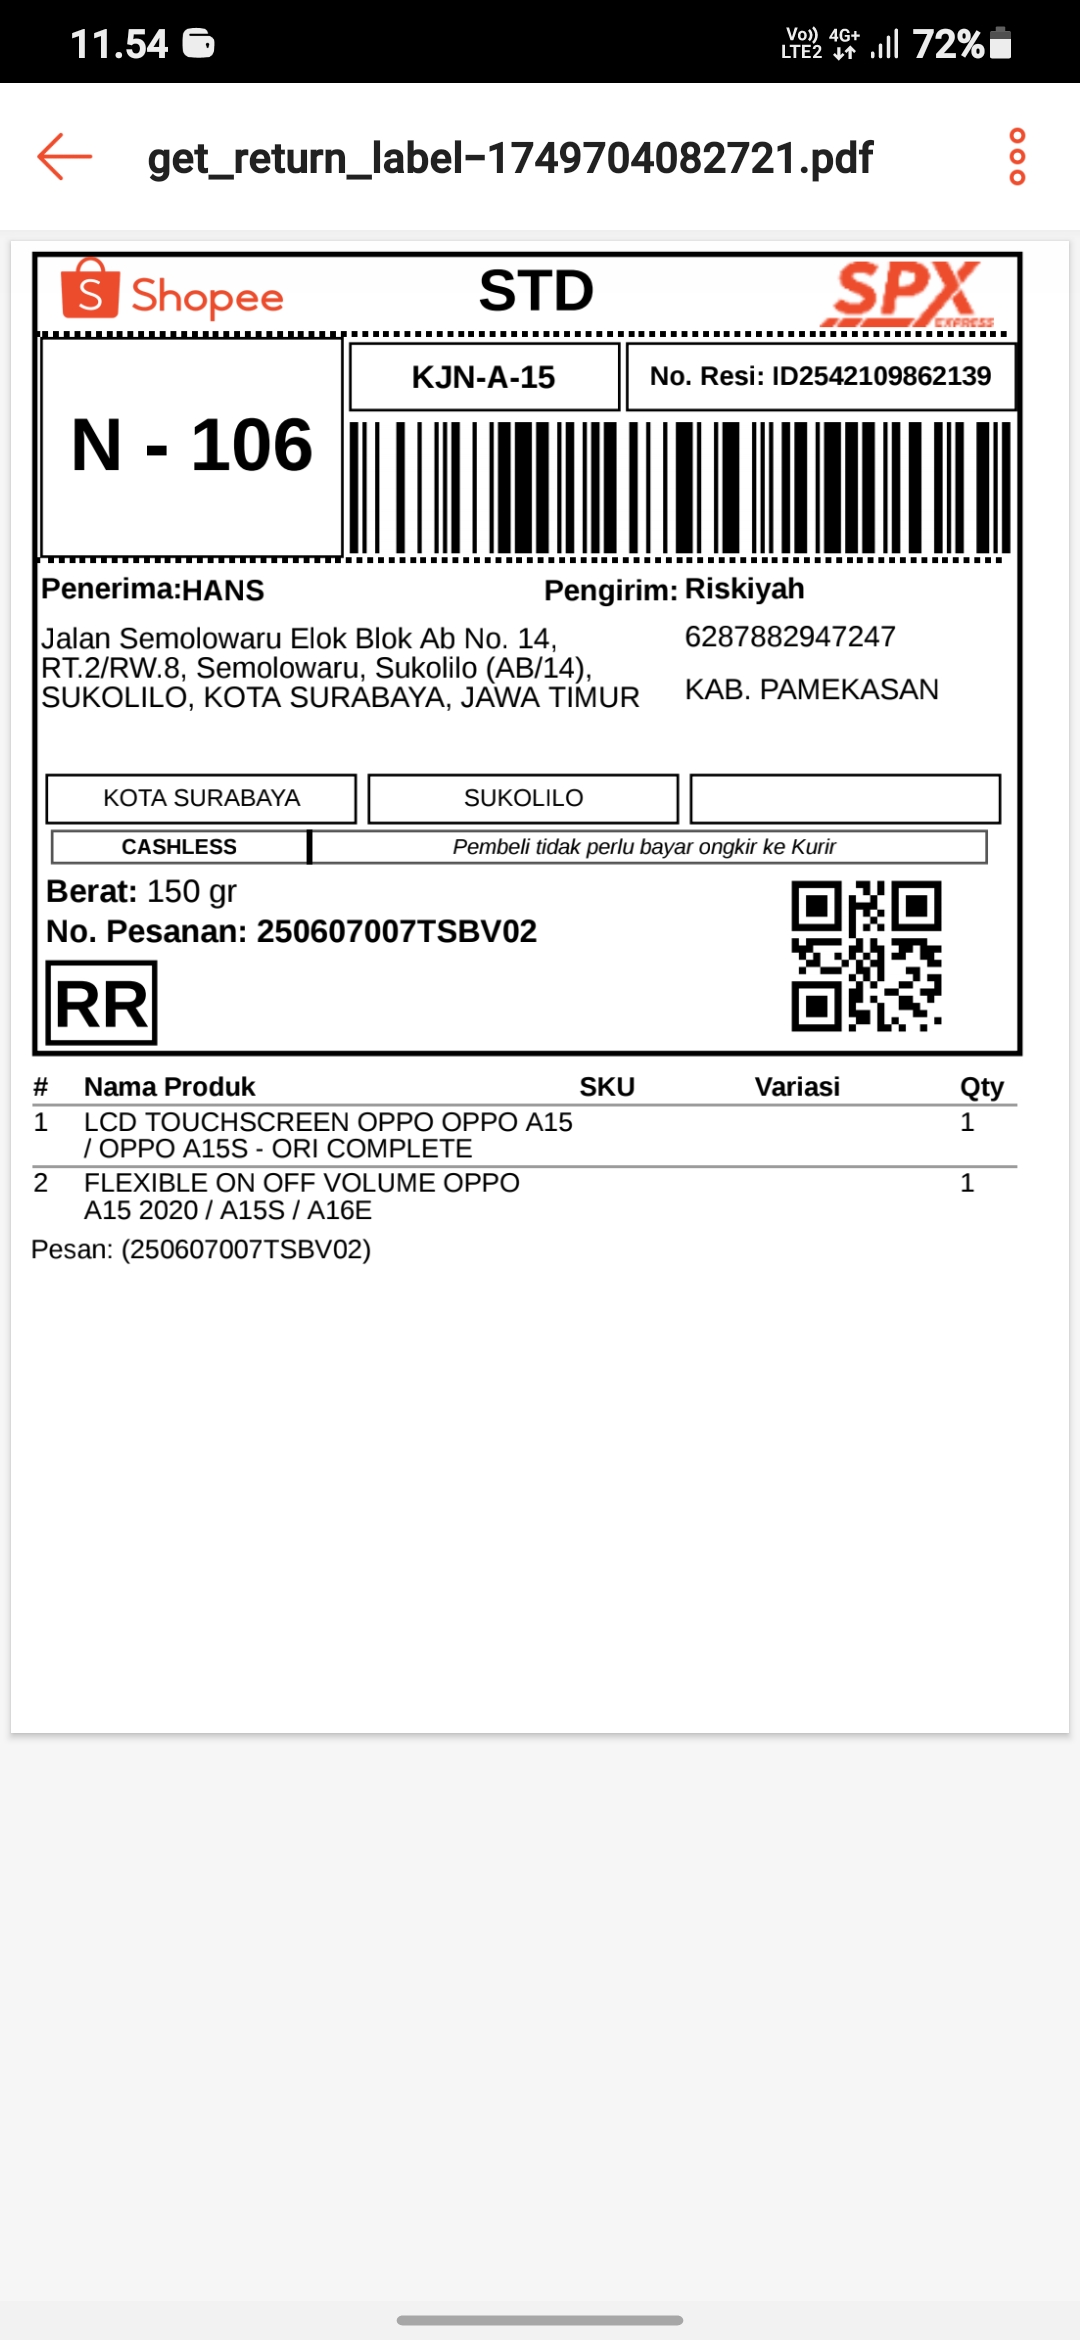 11.54
Vo)) 4G+
LTE2
72%
get_return_label-1749704082721.pdf
S Shopee
STD
SPX
EXPRESS
KJN-A-15
No. Resi: ID2542109862139
N - 106
Penerima:HANS
Pengirim: Riskiyah
Jalan Semolowaru Elok Blok Ab No. 14,
RT.2/RW.8, Semolowaru, Sukolilo (AB/14),
SUKOLILO, KOTA SURABAYA, JAWA TIMUR
6287882947247
KAB. PAMEKASAN
KOTA SURABAYA
SUKOLILO
CASHLESS
Pembeli tidak perlu bayar ongkir ke Kurir
Berat: 150 gr
No. Pesanan: 250607007TSBV02
RR
# Nama Produk SKU Variasi Qty
1 LCD TOUCHSCREEN OPPO OPPO A15 1
/ OPPO A15S - ORI COMPLETE
2 FLEXIBLE ON OFF VOLUME OPPO 1
A15 2020 / A15S / A16E
Pesan: (250607007TSBV02)